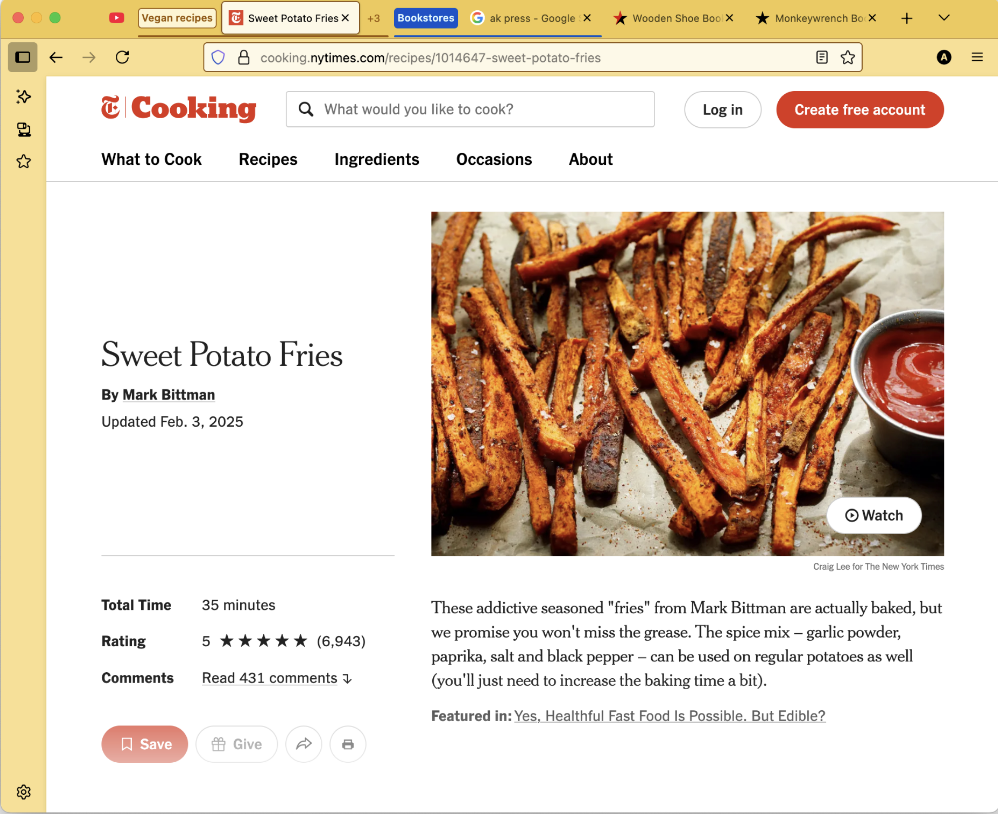 Vegan recipes
Sweet Potato Fries
+3
Bookstores
ak press - Google
Wooden Shoe Boo
Monkeywrench Bo
cooking.nytimes.com/recipes/1014647-sweet-potato-fries
A
T Cooking
What would you like to cook?
Log in
Create free account
What to Cook
Recipes
Ingredients
Occasions
About
Sweet Potato Fries
By Mark Bittman
Updated Feb. 3, 2025
Watch
Craig Lee for The New York Times
Total Time 35 minutes
Rating 5 ★★★★★ (6,943)
Comments Read 431 comments
Save
Give
These addictive seasoned "fries" from Mark Bittman are actually baked, but
we promise you won't miss the grease. The spice mix – garlic powder,
paprika, salt and black pepper – can be used on regular potatoes as well
(you'll just need to increase the baking time a bit).
Featured in: Yes, Healthful Fast Food Is Possible. But Edible?